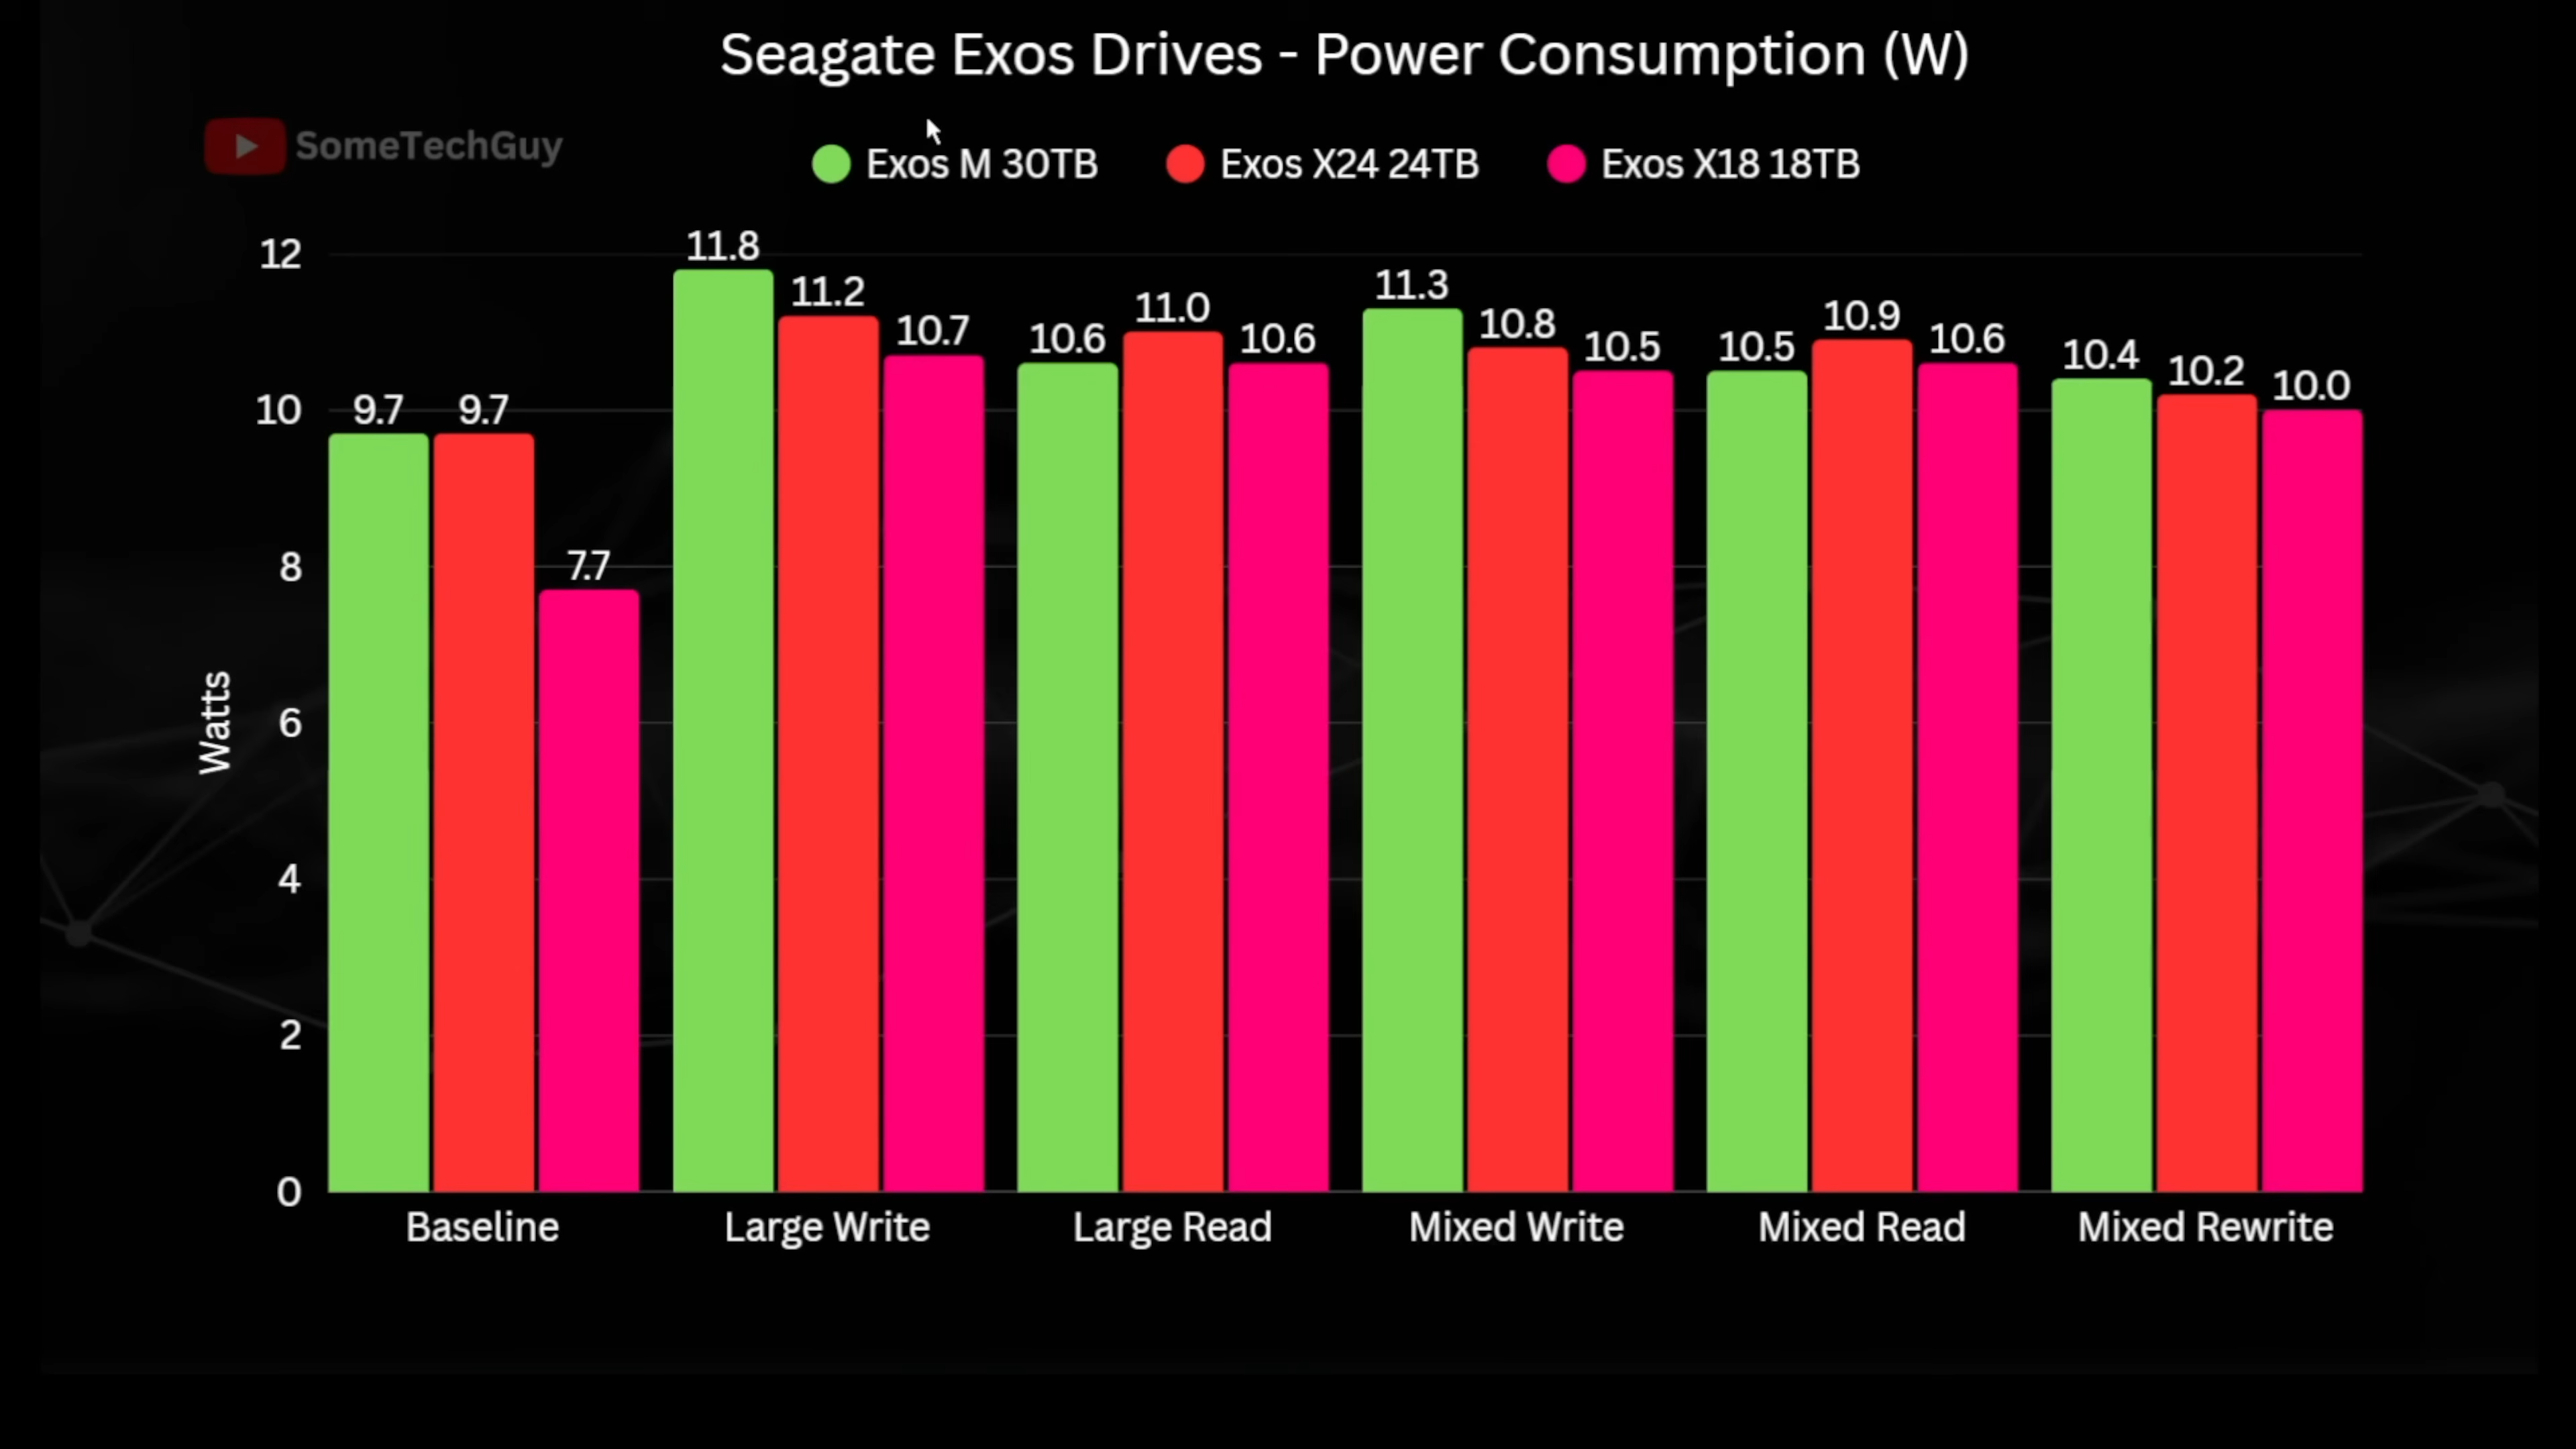 Seagate Exos Drives - Power Consumption (W)
SomeTechGuy
Exos M 30TB Exos X24 24TB Exos X18 18TB
12
10
8
6
4
2
0
Watts
9.7 9.7 7.7
11.8 11.2 10.7
10.6 11.0 10.6
11.3 10.8 10.5
10.5 10.9 10.6
10.4 10.2 10.0
Baseline Large Write Large Read Mixed Write Mixed Read Mixed Rewrite